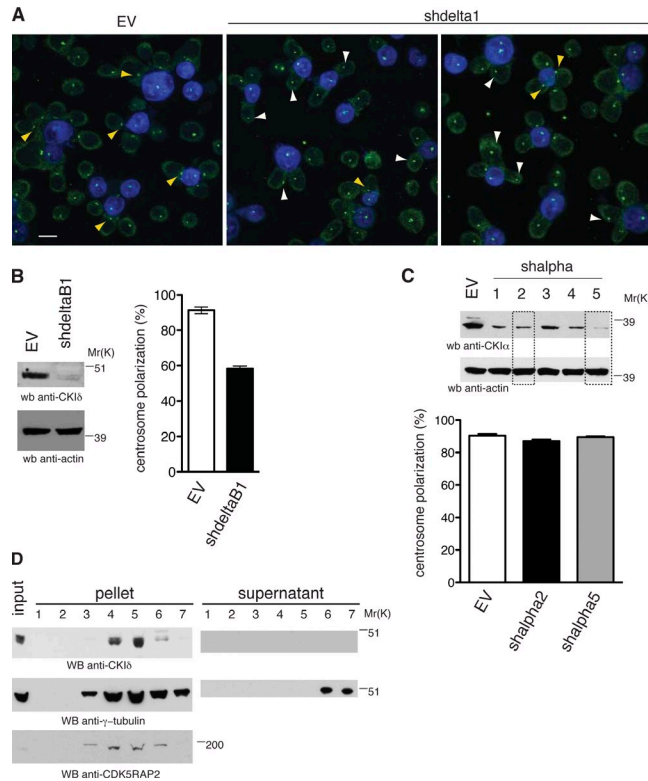 A
EV
shdelta1
B
EV
shdeltaB1
Mr(K)
51
wb anti-CKIδ
39
wb anti-actin
centrosome polarization (%)
100
80
60
40
20
0
EV
shdeltaB1
C
shalpha
EV
1 2 3 4 5
Mr(K)
39
wb anti-CKIα
wb anti-actin
39
centrosome polarization (%)
100
80
60
40
20
0
EV
shalpha2
shalpha5
D
input
pellet
supernatant
1 2 3 4 5 6 7
1 2 3 4 5 6 7
Mr(K)
51
WB anti-CKIδ
51
WB anti-γ-tubulin
200
WB anti-CDK5RAP2